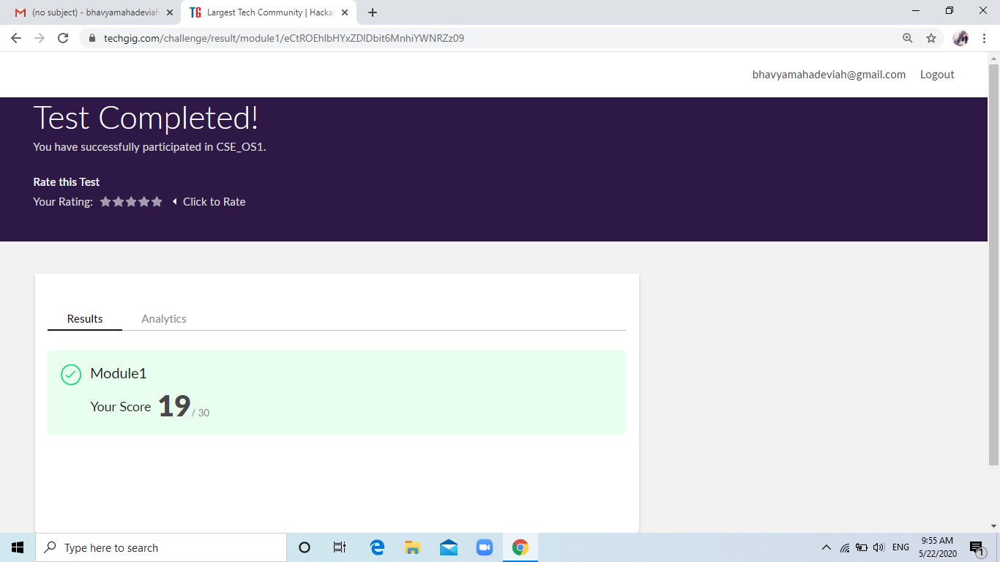 (no subject) - bhavyamahadeviah
TG Largest Tech Community | Hacka
techgig.com/challenge/result/module1/eCtROEhlbHYxZDlDbit6MnhiYWNRZz09
bhavyamahadeviah@gmail.com Logout
Test Completed!
You have successfully participated in CSE_OS1.
Rate this Test
Your Rating: Click to Rate
Results Analytics
Module1
Your Score 19 / 30
Type here to search
ENG
9:55 AM
5/22/2020
1